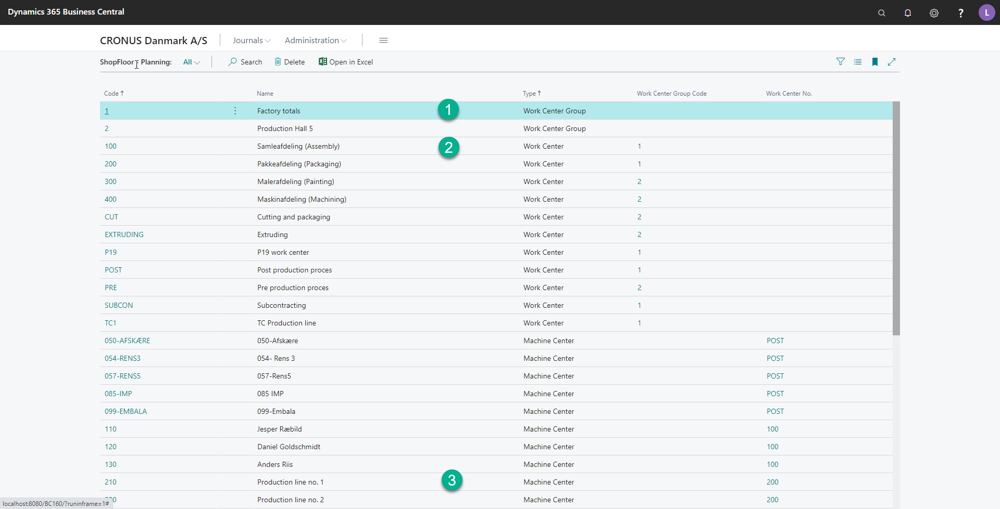 Dynamics 365 Business Central
? L
CRONUS Danmark A/S Journals Administration
ShopFloor - Planning: All Search Delete Open in Excel
Code ↑ Name Type ↑ Work Center Group Code Work Center No.
1 Factory totals 1 Work Center Group
2 Production Hall 5 Work Center Group
100 Samleafdeling (Assembly) 2 Work Center 1
200 Pakkeafdeling (Packaging) Work Center 1
300 Malerafdeling (Painting) Work Center 2
400 Maskinafdeling (Machining) Work Center 2
CUT Cutting and packaging Work Center 2
EXTRUDING Extruding Work Center 2
P19 P19 work center Work Center 1
POST Post production proces Work Center 1
PRE Pre production proces Work Center 2
SUBCON Subcontracting Work Center 1
TC1 TC Production line Work Center 1
050-AFSKÆRE 050-Afskære Machine Center POST
054-RENS3 054- Rens 3 Machine Center POST
057-RENS5 057-Rens5 Machine Center POST
085-IMP 085 IMP Machine Center POST
099-EMBALA 099-Embala Machine Center POST
110 Jesper Ræbild Machine Center 100
120 Daniel Goldschmidt Machine Center 100
130 Anders Riis Machine Center 100
210 Production line no. 1 3 Machine Center 200
Production line no. 2 Machine Center 200
localhost:8080/BC160/?runinframe=1#